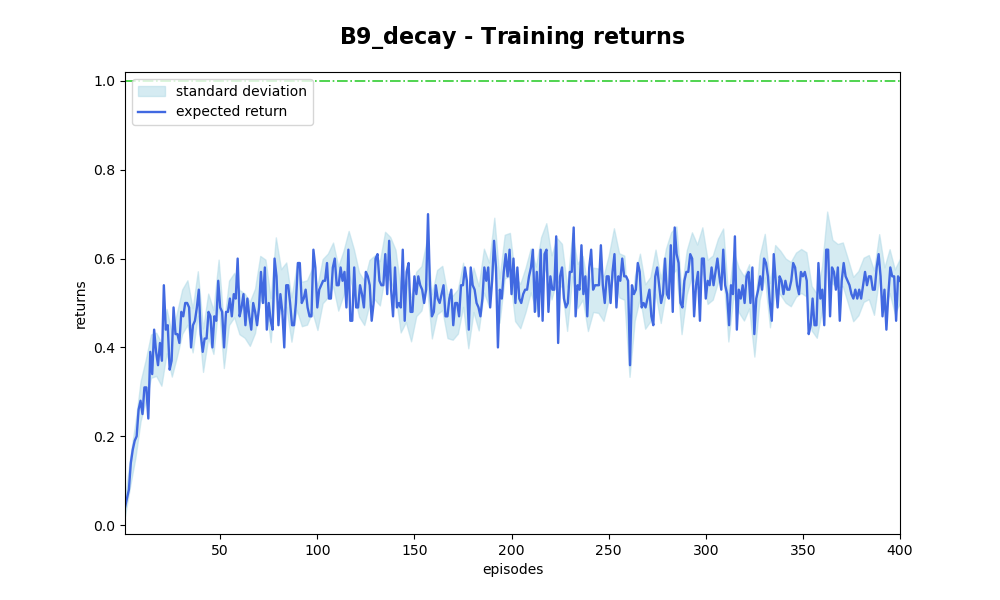 B9_decay - Training returns
1.0
0.8
0.6
0.4
0.2
0.0
returns
standard deviation
expected return
50 100 150 200 250 300 350 400
episodes